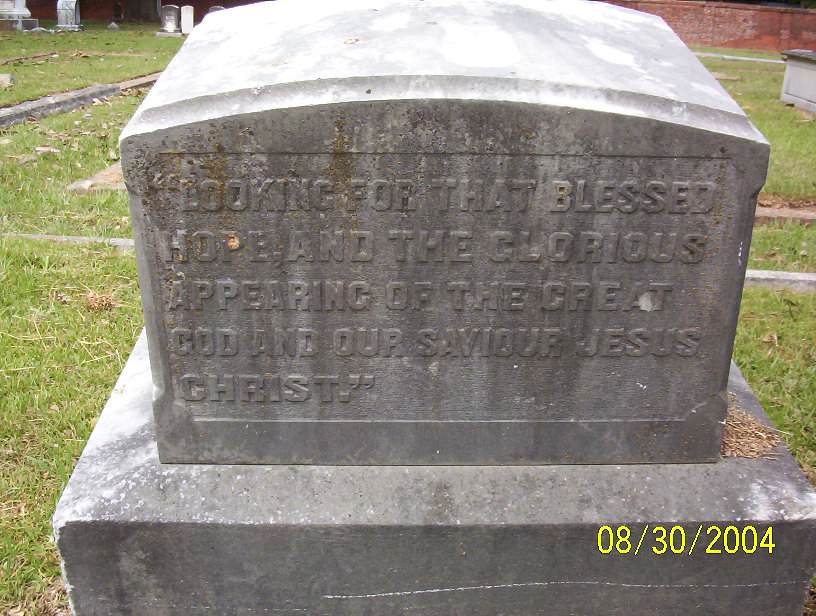 "LOOKING FOR THAT BLESSED
HOPE, AND THE GLORIOUS
APPEARING OF THE GREAT
GOD AND OUR SAVIOUR JESUS
CHRIST."
08/30/2004